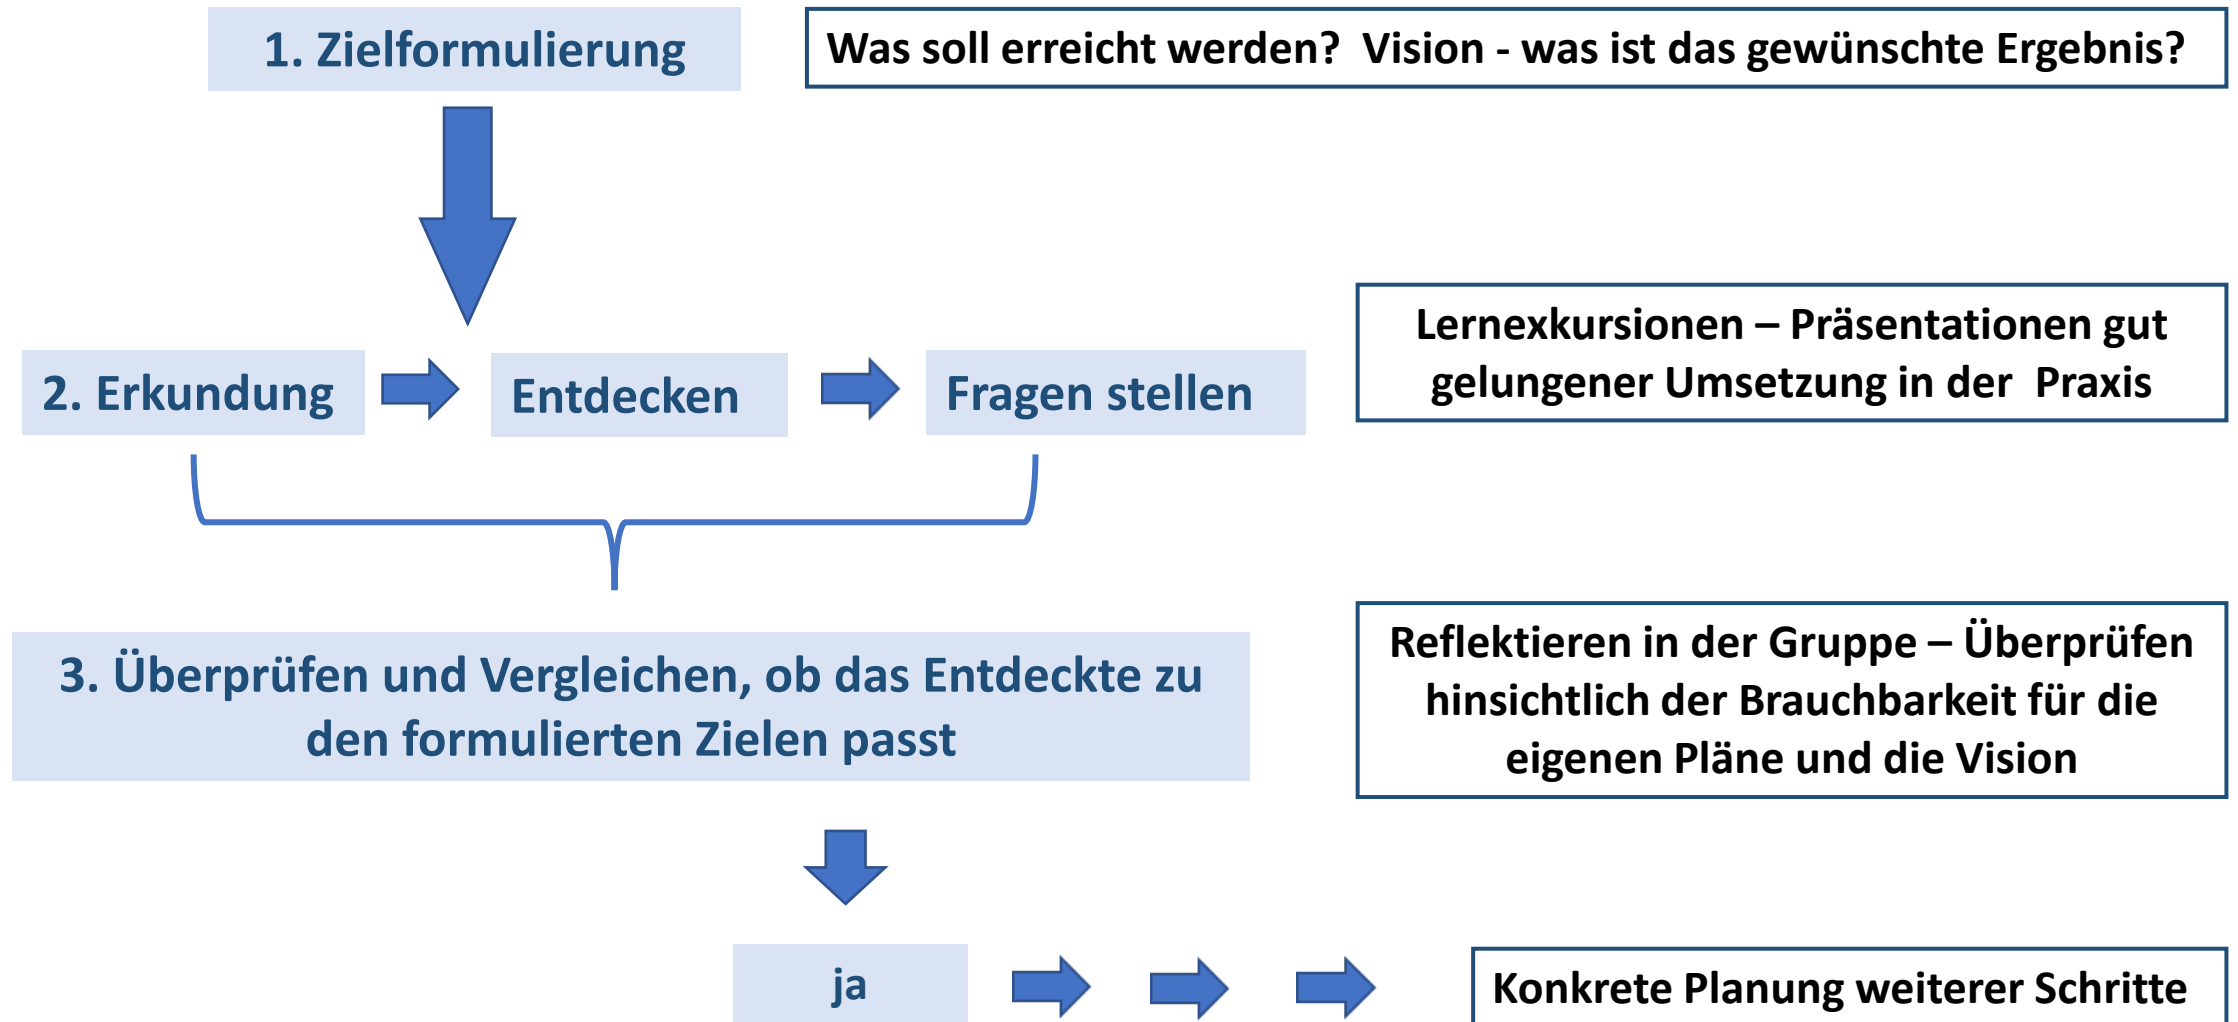 1. Zielformulierung
Was soll erreicht werden?  Vision - was ist das gewünschte Ergebnis?
2. Erkundung
Entdecken
Fragen stellen
Lernexkursionen – Präsentationen gut
gelungener Umsetzung in der  Praxis
3. Überprüfen und Vergleichen, ob das Entdeckte zu
den formulierten Zielen passt
Reflektieren in der Gruppe – Überprüfen
hinsichtlich der Brauchbarkeit für die
eigenen Pläne und die Vision
ja
Konkrete Planung weiterer Schritte